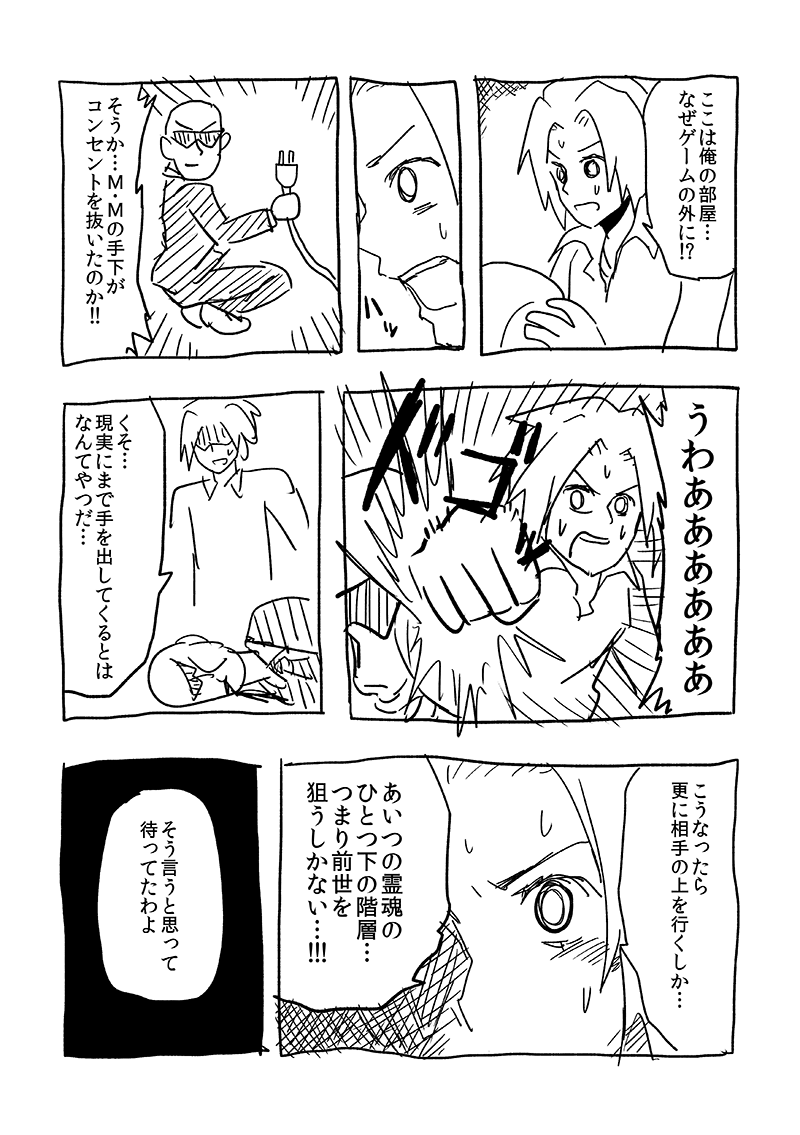 ここは俺の部屋…
なぜゲームの外に!?
そうか…M・Mの手下が
コンセントを抜いたのか!!
うわあああああああ
くそ…
現実にまで手を出してくるとは
なんてやつだ…
こうなったら
更に相手の上を行くしか…
あいつの霊魂の
ひとつ下の階層…
つまり前世を
狙うしかない…!!!
そう言うと思って
待ってたわよ